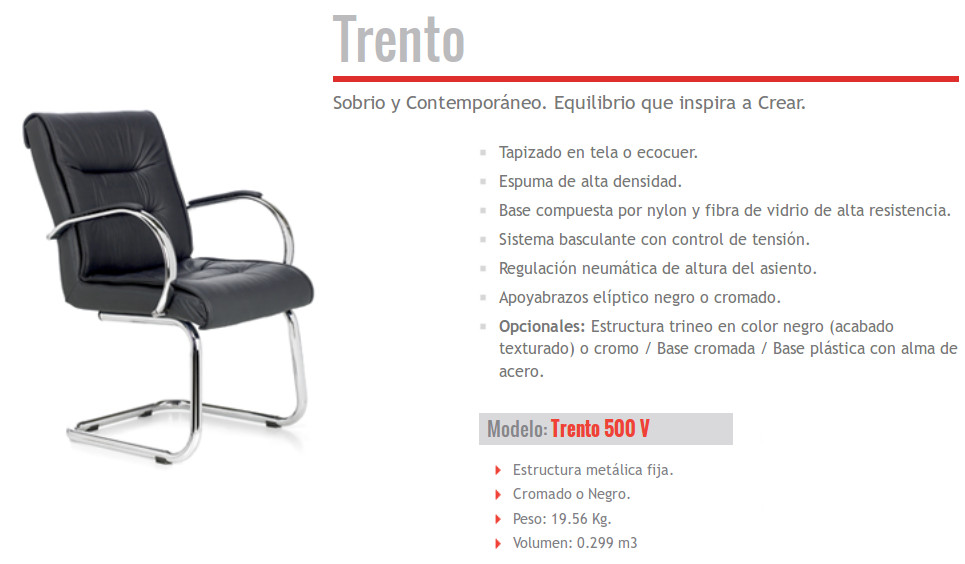 Trento
Sobrio y Contemporáneo. Equilibrio que inspira a Crear.
Tapizado en tela o ecocuer.
Espuma de alta densidad.
Base compuesta por nylon y fibra de vidrio de alta resistencia.
Sistema basculante con control de tensión.
Regulación neumática de altura del asiento.
Apoyabrazos elíptico negro o cromado.
Opcionales: Estructura trineo en color negro (acabado
texturado) o cromo / Base cromada / Base plástica con alma de
acero.
Modelo: Trento 500 V
Estructura metálica fija.
Cromado o Negro.
Peso: 19.56 Kg.
Volumen: 0.299 m3